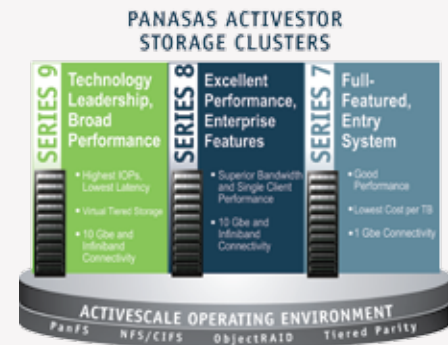 PANASAS ACTIVESTOR
STORAGE CLUSTERS
SERIES 9
Technology
Leadership,
Broad
Performance
• Highest IOPs,
Lowest Latency
• Virtual Tiered Storage
• 10 Gbe and
Infiniband
Connectivity
SERIES 8
Excellent
Performance,
Enterprise
Features
• Superior Bandwidth
and Single Client
Performance
• 10 Gbe and
Infiniband
Connectivity
SERIES 7
Full-
Featured,
Entry
System
• Good
Performance
• Lowest Cost per TB
• 1 Gbe Connectivity
ACTIVESCALE OPERATING ENVIRONMENT
PanFS NFS/CIFS ObjectRAID Tiered Parity